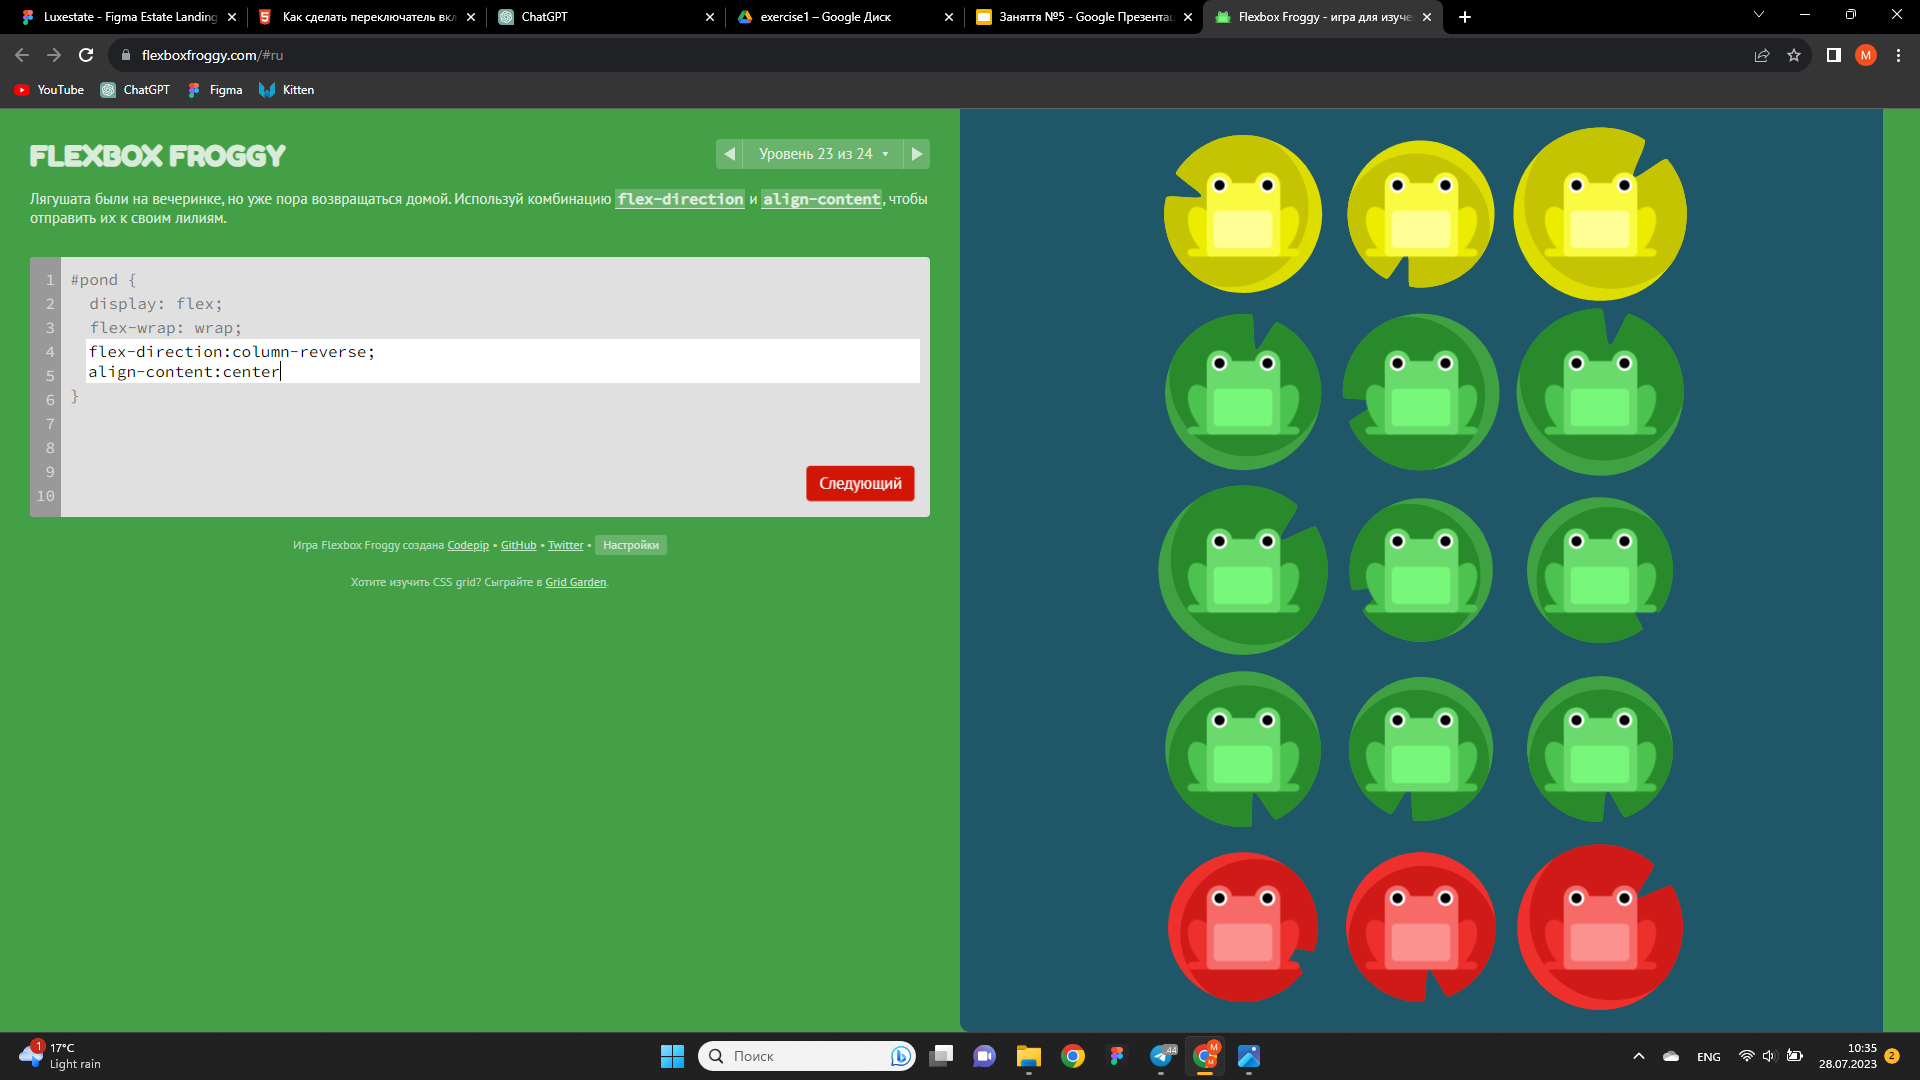 Luxestate - Figma Estate Landing
Как сделать переключатель вкл
ChatGPT
exercise1 – Google Диск
Заняття №5 - Google Презентац
Flexbox Froggy - игра для изуче
flexboxfroggy.com/#ru
M
YouTube
ChatGPT
Figma
Kitten
FLEXBOX FROGGY
Уровень 23 из 24
Лягушата были на вечеринке, но уже пора возвращаться домой. Используй комбинацию flex-direction и align-content, чтобы
отправить их к своим лилиям.
1 #pond {
2 display: flex;
3 flex-wrap: wrap;
4 flex-direction:column-reverse;
5 align-content:center
6 }
7
8
9
10
Следующий
Игра Flexbox Froggy создана Codepip • GitHub • Twitter • Настройки
Хотите изучить CSS grid? Сыграйте в Grid Garden.
1
17°C
Light rain
Поиск
44
M
M
ENG
10:35
28.07.2023
2